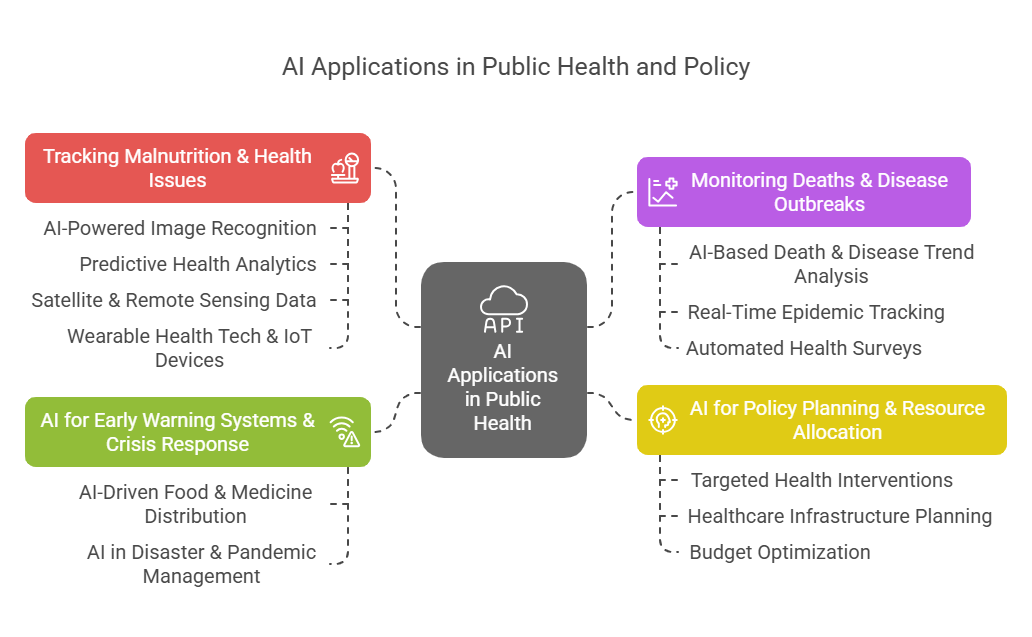 AI Applications in Public Health and Policy
Tracking Malnutrition & Health
Issues
AI-Powered Image Recognition
Predictive Health Analytics
Satellite & Remote Sensing Data
Wearable Health Tech & IoT
Devices
AI for Early Warning Systems &
Crisis Response
AI-Driven Food & Medicine
Distribution
AI in Disaster & Pandemic
Management
API
AI
Applications
in Public
Health
Monitoring Deaths & Disease
Outbreaks
AI-Based Death & Disease Trend
Analysis
Real-Time Epidemic Tracking
Automated Health Surveys
AI for Policy Planning & Resource
Allocation
Targeted Health Interventions
Healthcare Infrastructure Planning
Budget Optimization